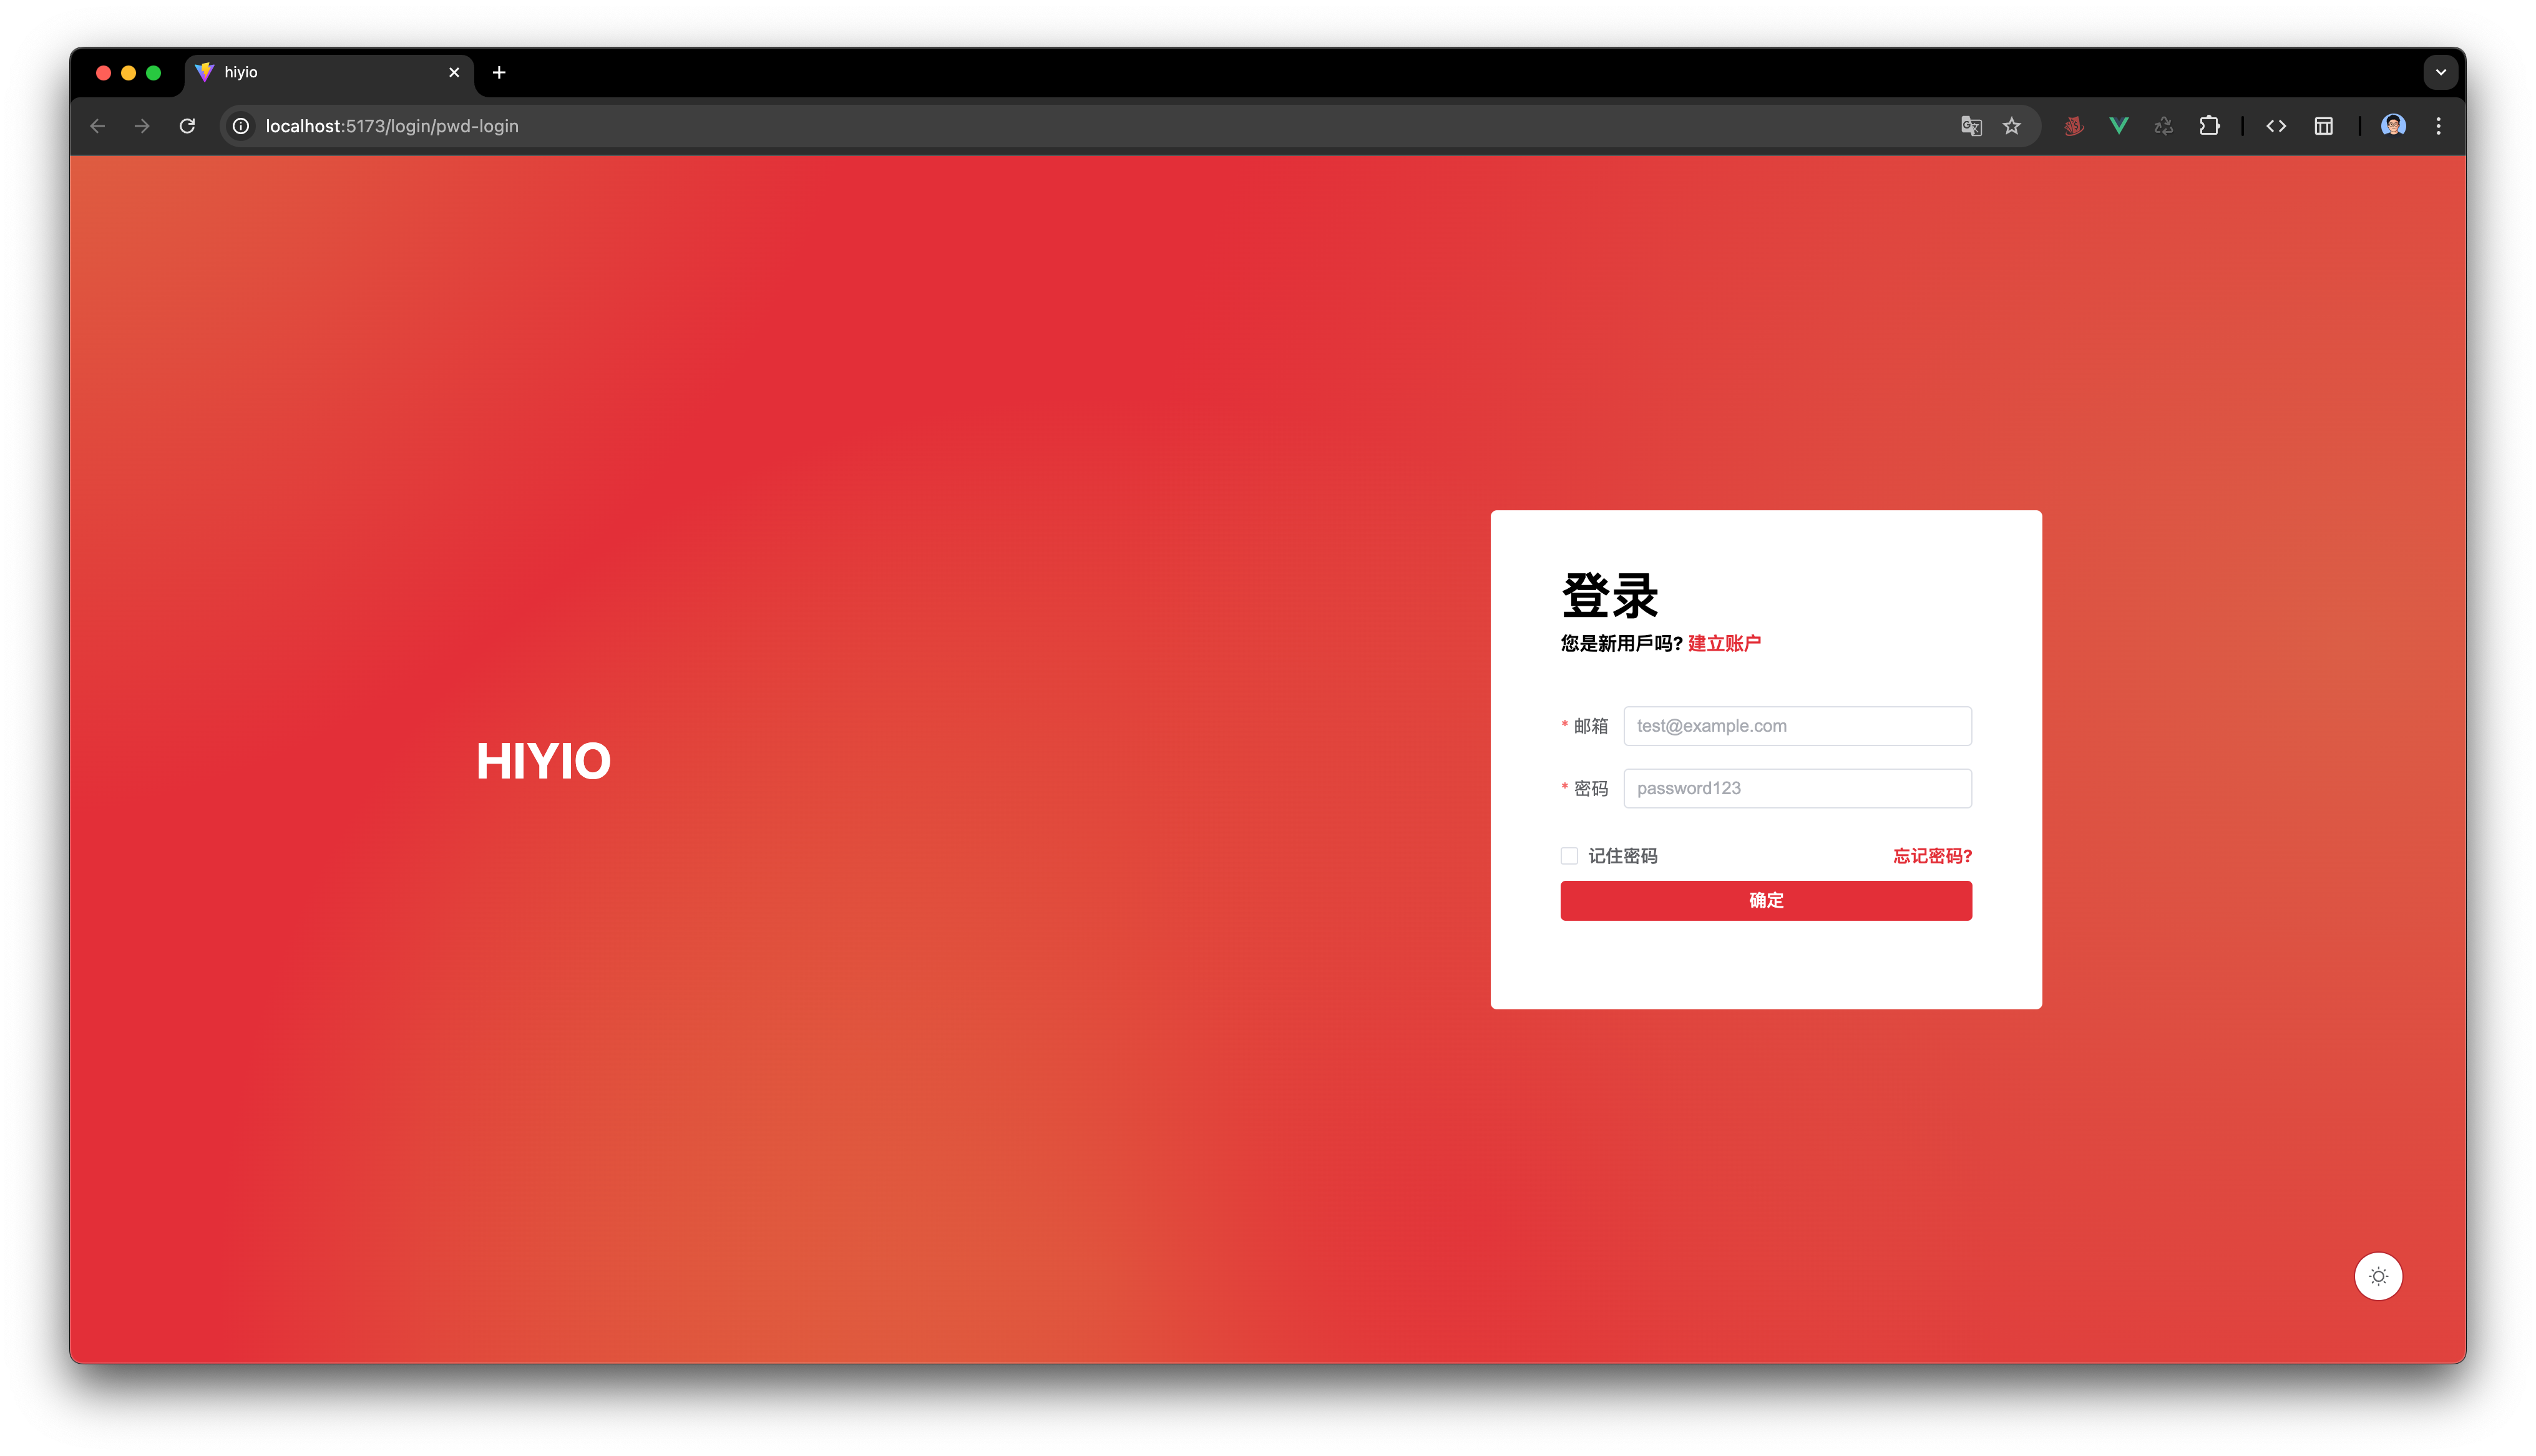 hiyio
localhost:5173/login/pwd-login
HIYIO
登录
您是新用戶吗? 建立账户
* 邮箱 test@example.com
* 密码 password123
记住密码 忘记密码?
确定